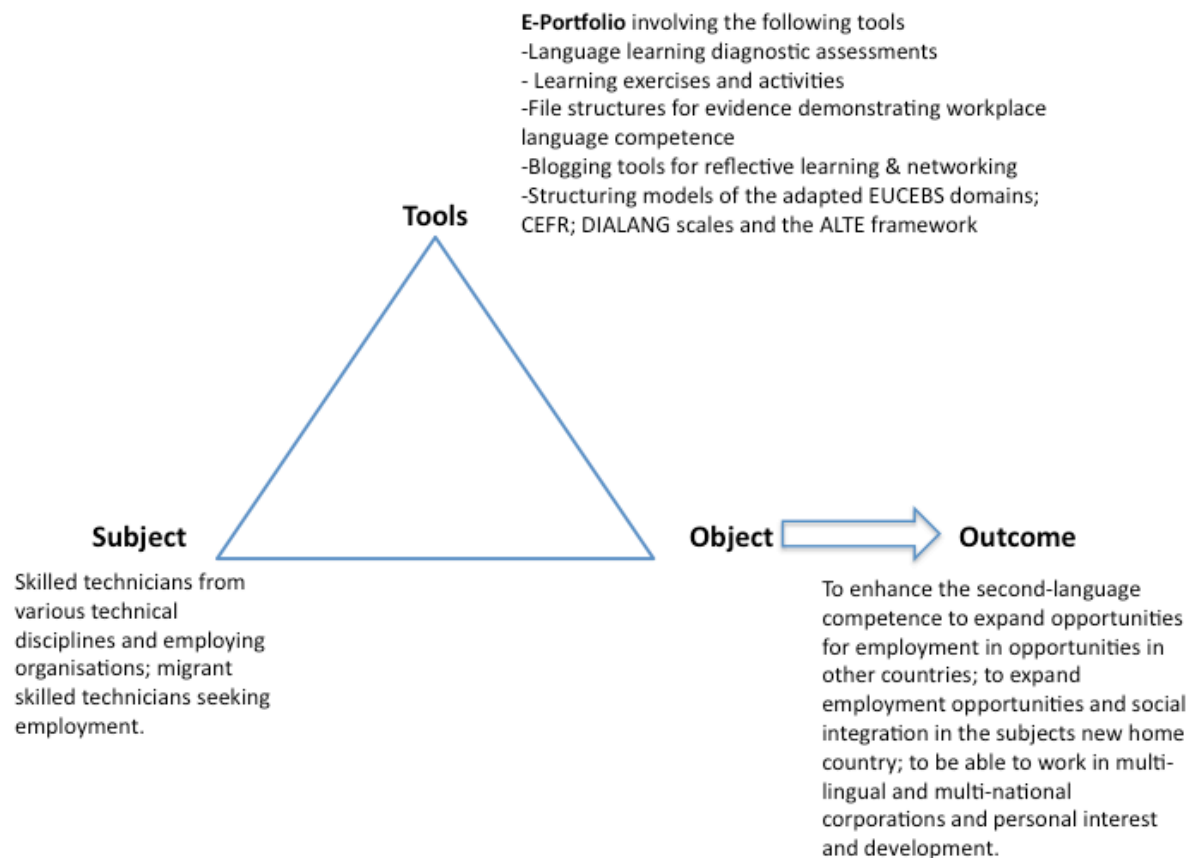 E-Portfolio involving the following tools
-Language learning diagnostic assessments
- Learning exercises and activities
-File structures for evidence demonstrating workplace
language competence
-Blogging tools for reflective learning & networking
-Structuring models of the adapted EUCEBS domains;
CEFR; DIALANG scales and the ALTE framework
Tools
Subject
Skilled technicians from
various technical
disciplines and employing
organisations; migrant
skilled technicians seeking
employment.
Object
Outcome
To enhance the second-language
competence to expand opportunities
for employment in opportunities in
other countries; to expand
employment opportunities and social
integration in the subjects new home
country; to be able to work in multi-
lingual and multi-national
corporations and personal interest
and development.